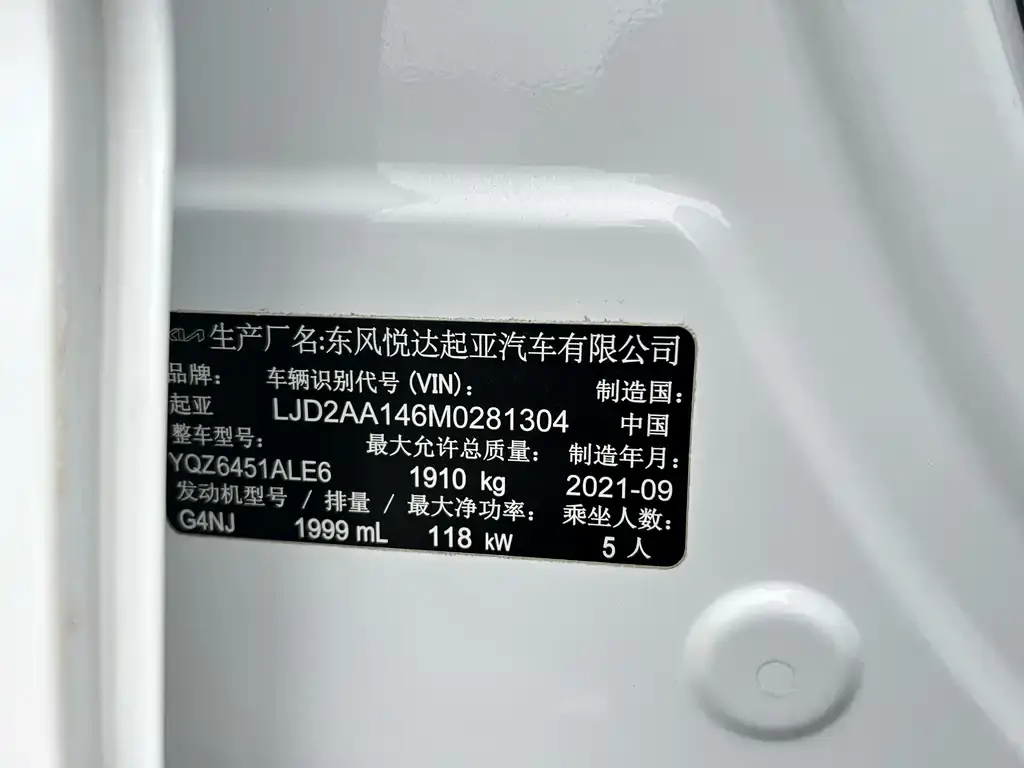 KIA 生产厂名:东风悦达起亚汽车有限公司
品牌: 车辆识别代号(VIN): 制造国:
起亚 LJD2AA146M0281304 中国
整车型号: 最大允许总质量: 制造年月:
YQZ6451ALE6 1910 kg 2021-09
发动机型号 / 排量 / 最大净功率: 乘坐人数:
G4NJ 1999 mL 118 kW 5 人